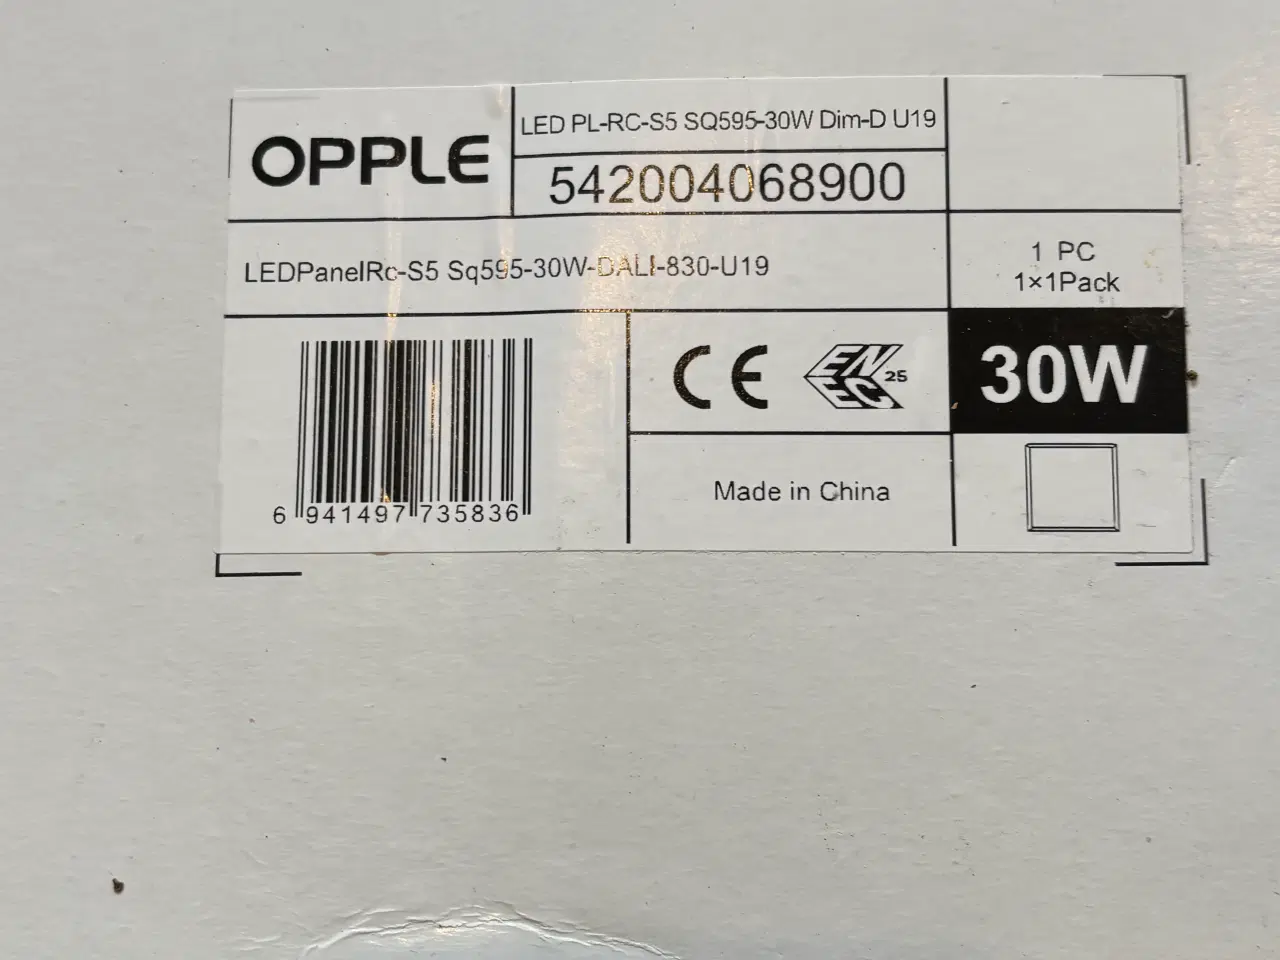 OPPLE
LED PL-RC-S5 SQ595-30W Dim-D U19
542004068900
LEDPanelRc-S5 Sq595-30W-DALI-830-U19
1 PC
1×1Pack
CE
ENEC 25
30W
Made in China
6 941497 735836